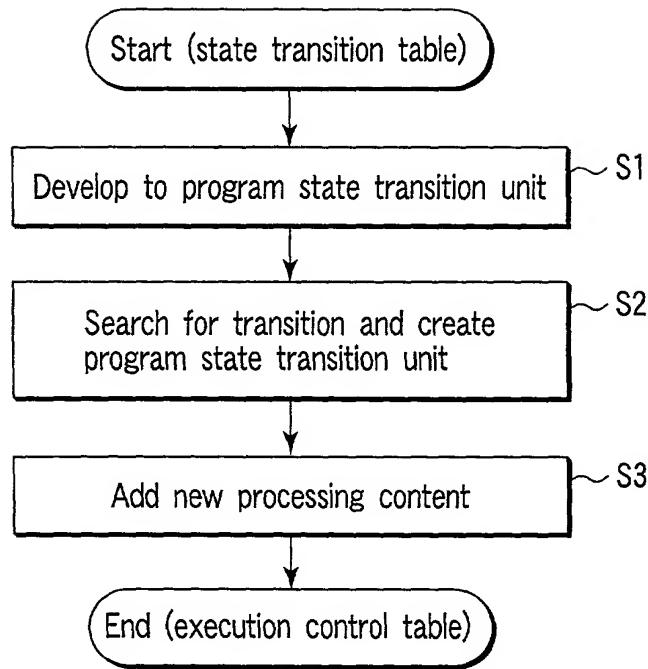 Start (state transition table)
Develop to program state transition unit
S1
Search for transition and create
program state transition unit
S2
Add new processing content
S3
End (execution control table)